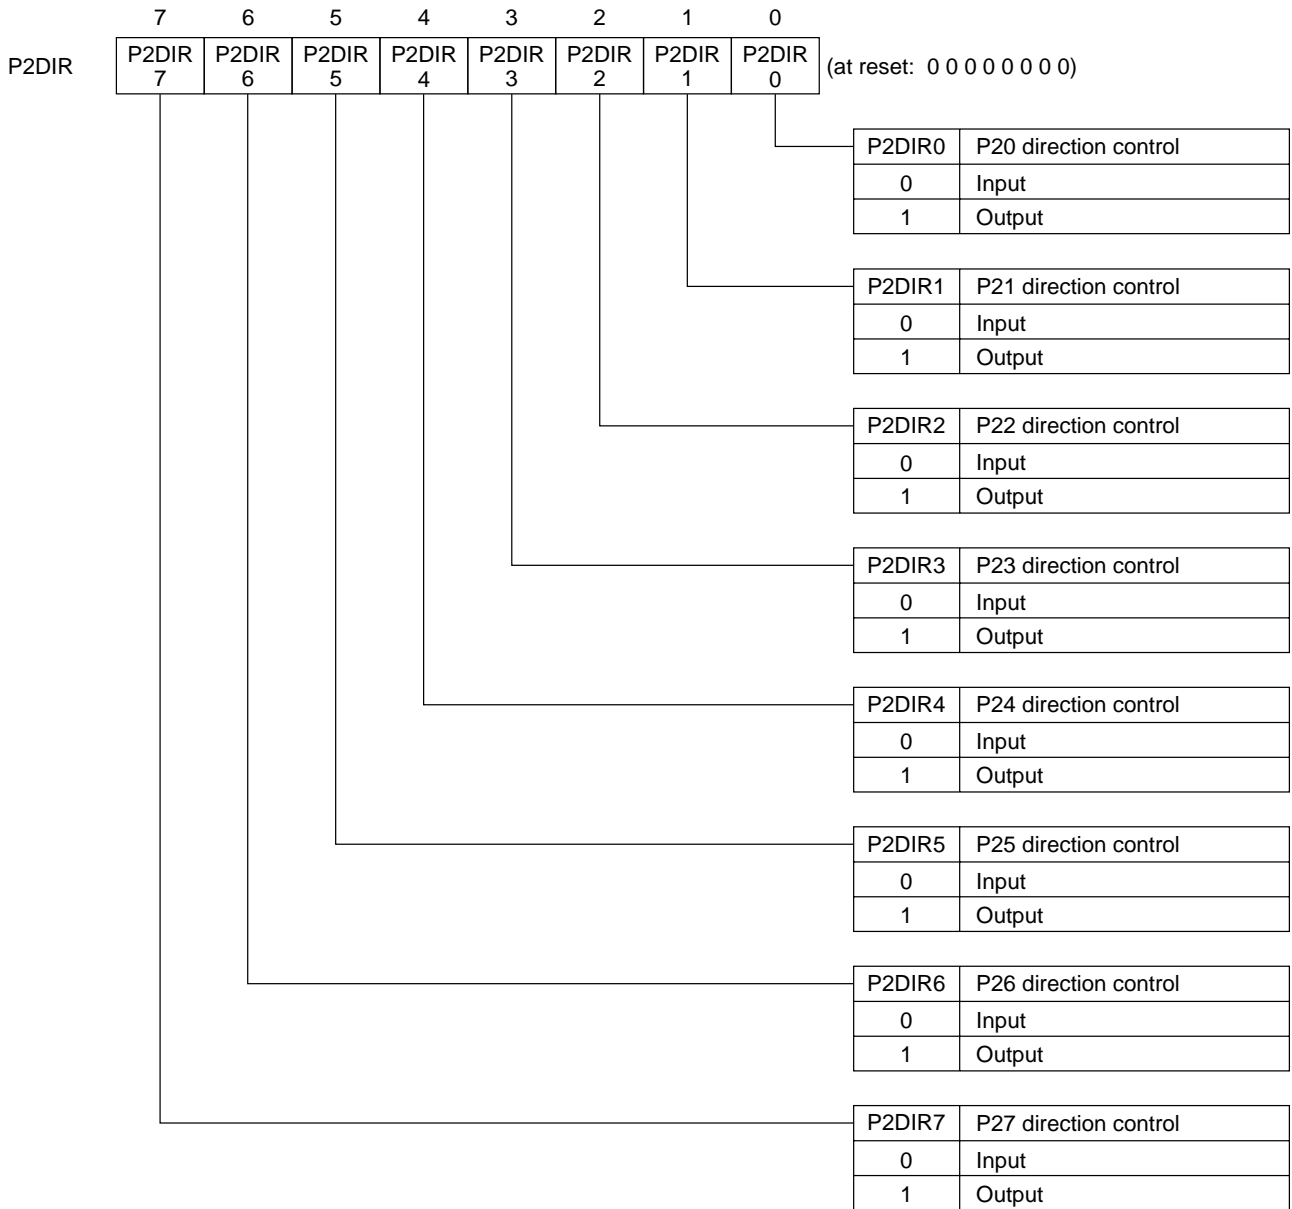 7 6 5 4 3 2 1 0
P2DIR P2DIR P2DIR P2DIR P2DIR P2DIR P2DIR P2DIR P2DIR (at reset: 0 0 0 0 0 0 0 0)
7 6 5 4 3 2 1 0
P2DIR0 P20 direction control
0 Input
1 Output
P2DIR1 P21 direction control
0 Input
1 Output
P2DIR2 P22 direction control
0 Input
1 Output
P2DIR3 P23 direction control
0 Input
1 Output
P2DIR4 P24 direction control
0 Input
1 Output
P2DIR5 P25 direction control
0 Input
1 Output
P2DIR6 P26 direction control
0 Input
1 Output
P2DIR7 P27 direction control
0 Input
1 Output